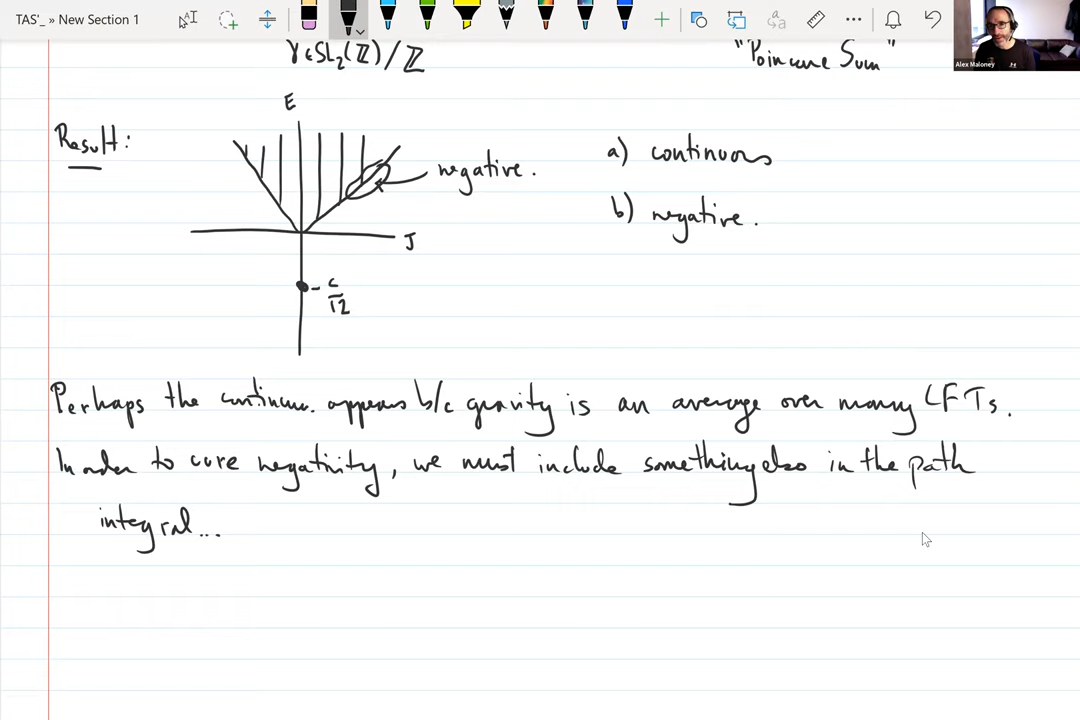 TAS'_ » New Section 1
Alex Maloney
γ ∈ SL₂(ℤ)/ℤ
"Poincare Sum"
E
Result:
negative.
a) continuous
b) negative.
J
-c/12
Perhaps the continuum. appears b/c gravity is an average over many CFTs.
In order to cure negativity, we must include something else in the path
integral...